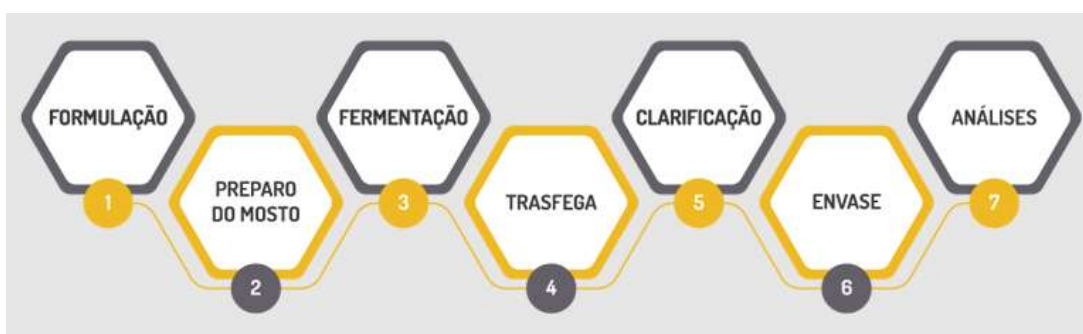 FORMULAÇÃO
1
PREPARO
DO MOSTO
2
FERMENTAÇÃO
3
TRASFEGA
4
CLARIFICAÇÃO
5
ENVASE
6
ANÁLISES
7